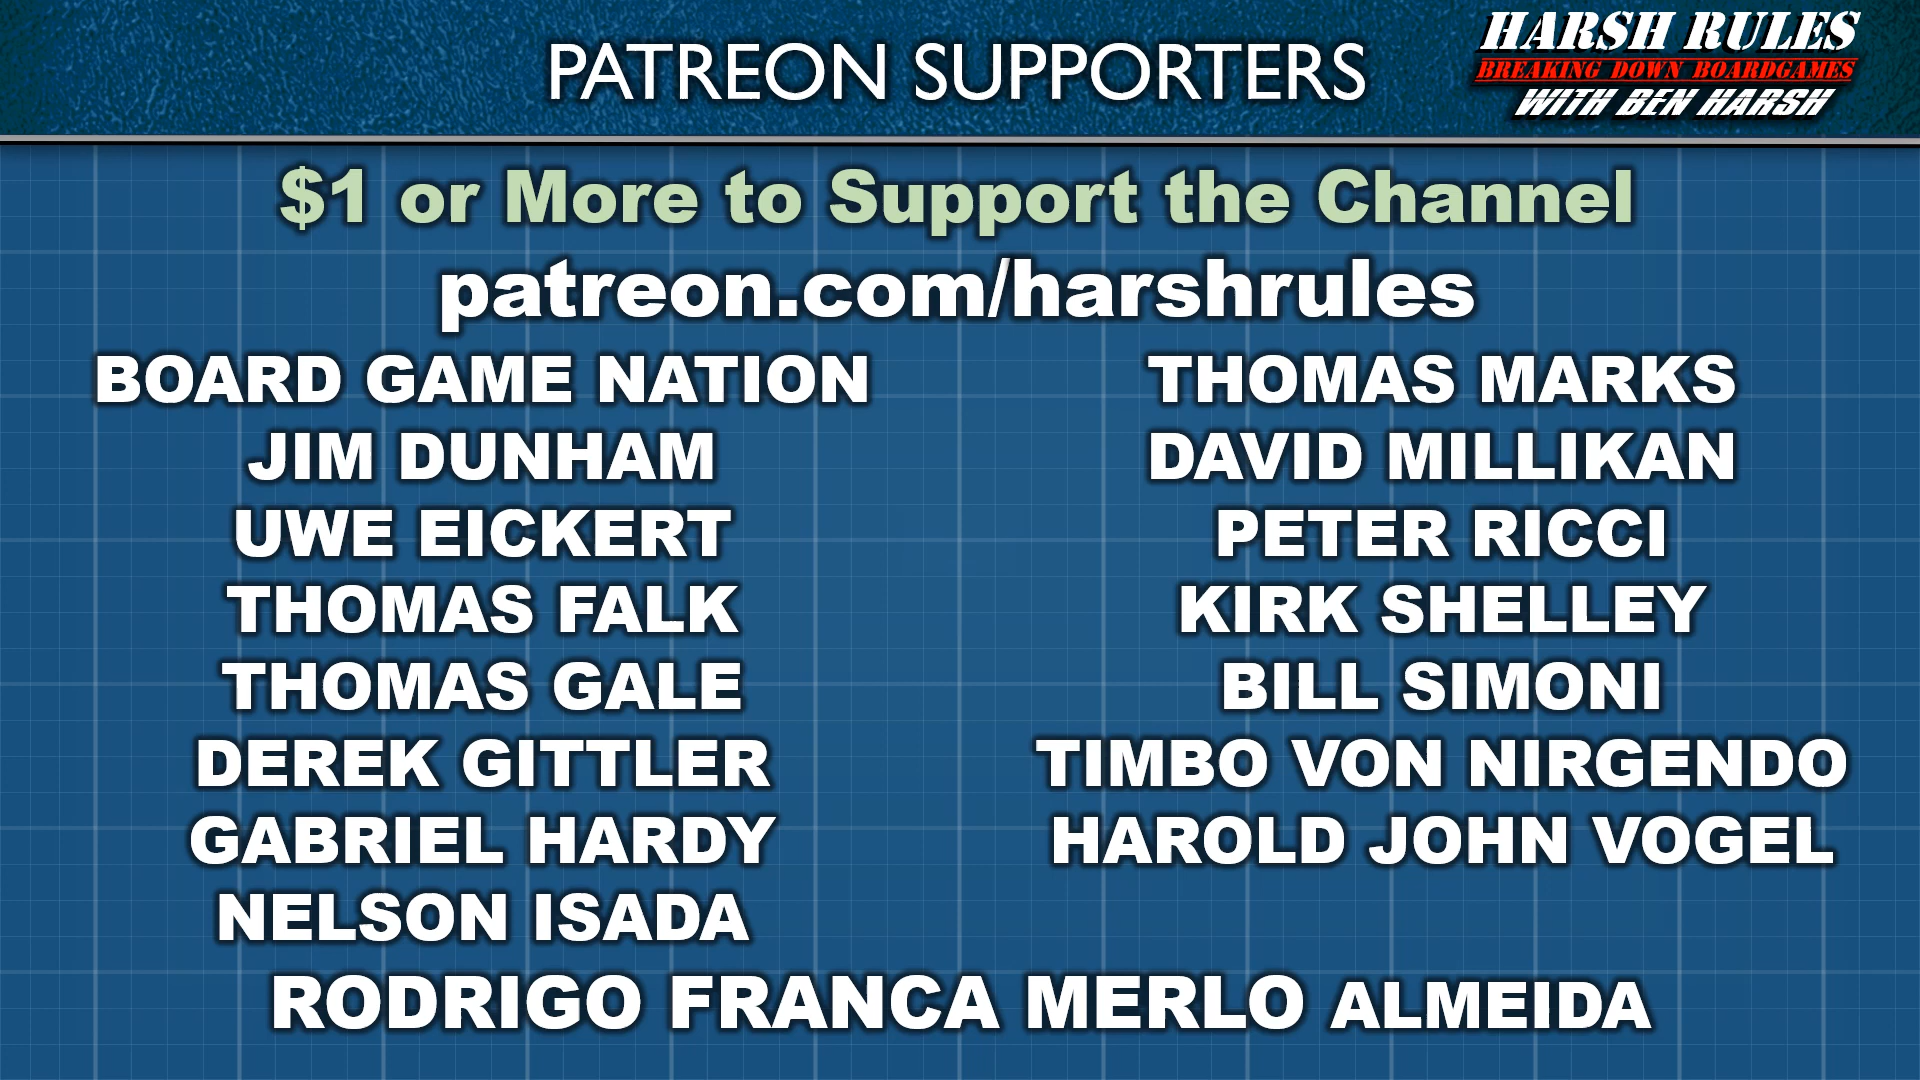 PATREON SUPPORTERS
HARSH RULES
BREAKING DOWN BOARDGAMES
WITH BEN HARSH
$1 or More to Support the Channel
patreon.com/harshrules
BOARD GAME NATION
JIM DUNHAM
UWE EICKERT
THOMAS FALK
THOMAS GALE
DEREK GITTLER
GABRIEL HARDY
NELSON ISADA
THOMAS MARKS
DAVID MILLIKAN
PETER RICCI
KIRK SHELLEY
BILL SIMONI
TIMBO VON NIRGENDO
HAROLD JOHN VOGEL
RODRIGO FRANCA MERLO ALMEIDA